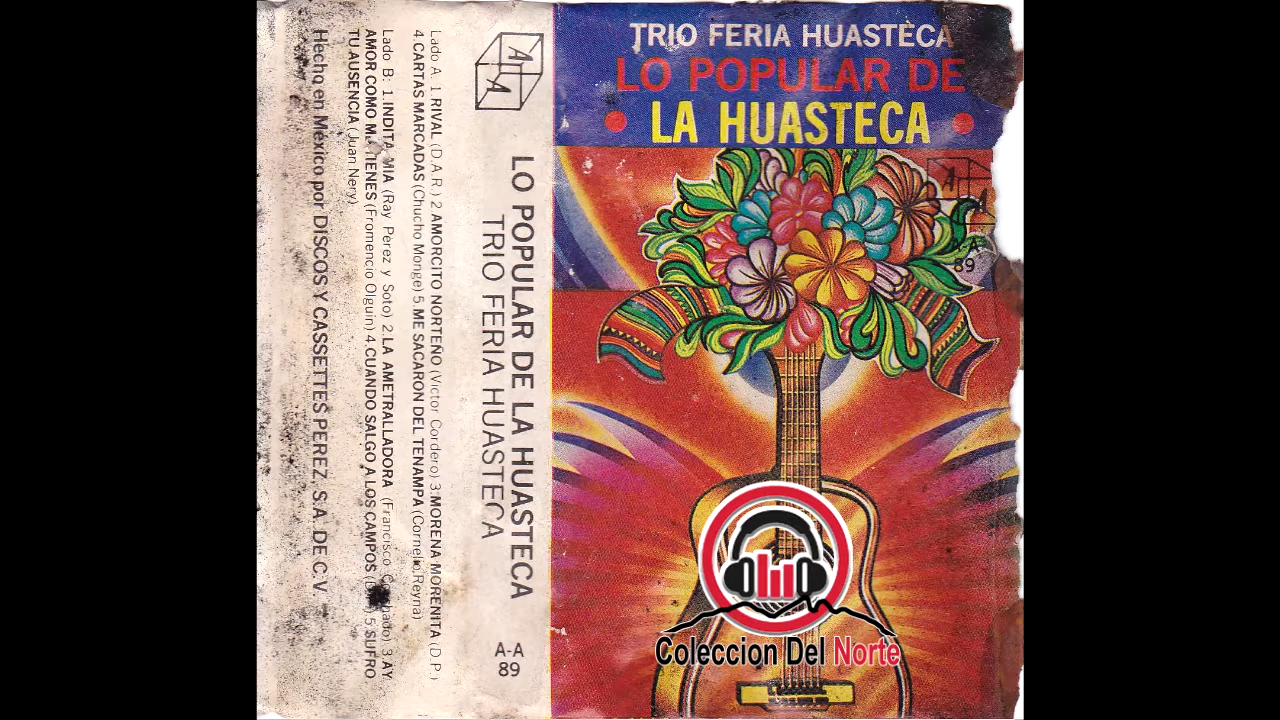 TRIO FERIA HUASTECA
LO POPULAR DE
LA HUASTECA
A A
A-A
89
Coleccion Del Norte
A
A
LO POPULAR DE LA HUASTECA
TRIO FERIA HUASTECA
A-A
89
Lado A 1. RIVAL (D.A.R.) 2 AMORCITO NORTEÑO (Victor Cordero) 3. MORENA MORENITA (D.P.)
4. CARTAS MARCADAS (Chucho Monge) 5. ME SACARON DEL TENAMPA (Cornelio Reyna)
Lado B: 1. INDITA MIA (Ray Pérez y Soto) 2. LA AMETRALLADORA (Francisco 3 AY
AMOR COMO TIENES (Fromencio Olguin) 4. CUANDO SALGO A LOS CAMPOS 5 SUFRO
TU AUSENCIA (Juan Nery)
Hecho en México por DISCOS Y CASSETTES PEREZ, S.A. DE C.V.